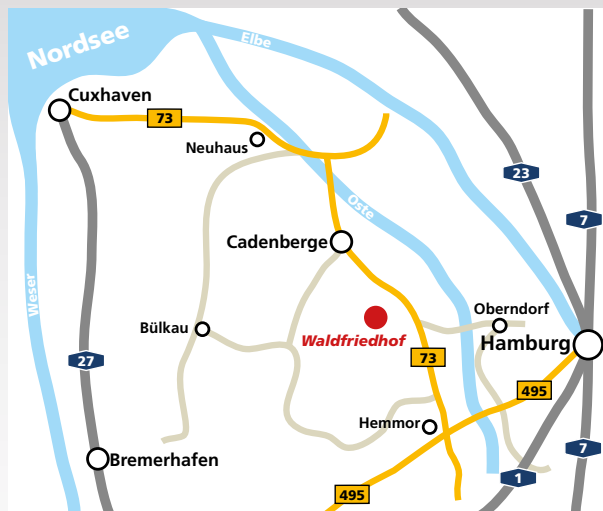 Nordsee
Elbe
Cuxhaven
73
Neuhaus
23
Oste
7
Cadenberge
Weser
Oberndorf
Bülkau
Waldfriedhof
Hamburg
73
27
495
Hemmor
7
Bremerhafen
1
495